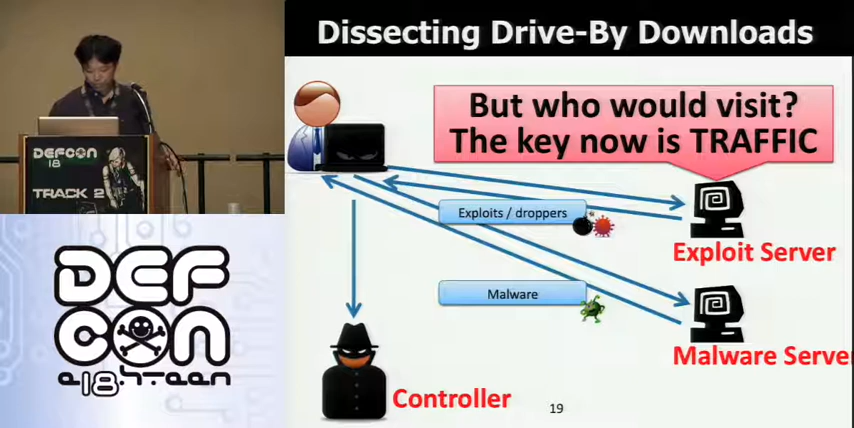 Dissecting Drive-By Downloads
But who would visit?
The key now is TRAFFIC
Exploits / droppers
Exploit Server
Malware
Malware Serve
Controller
19
DEFCON
18
TRACK 2
DEF
CON
e18hteen